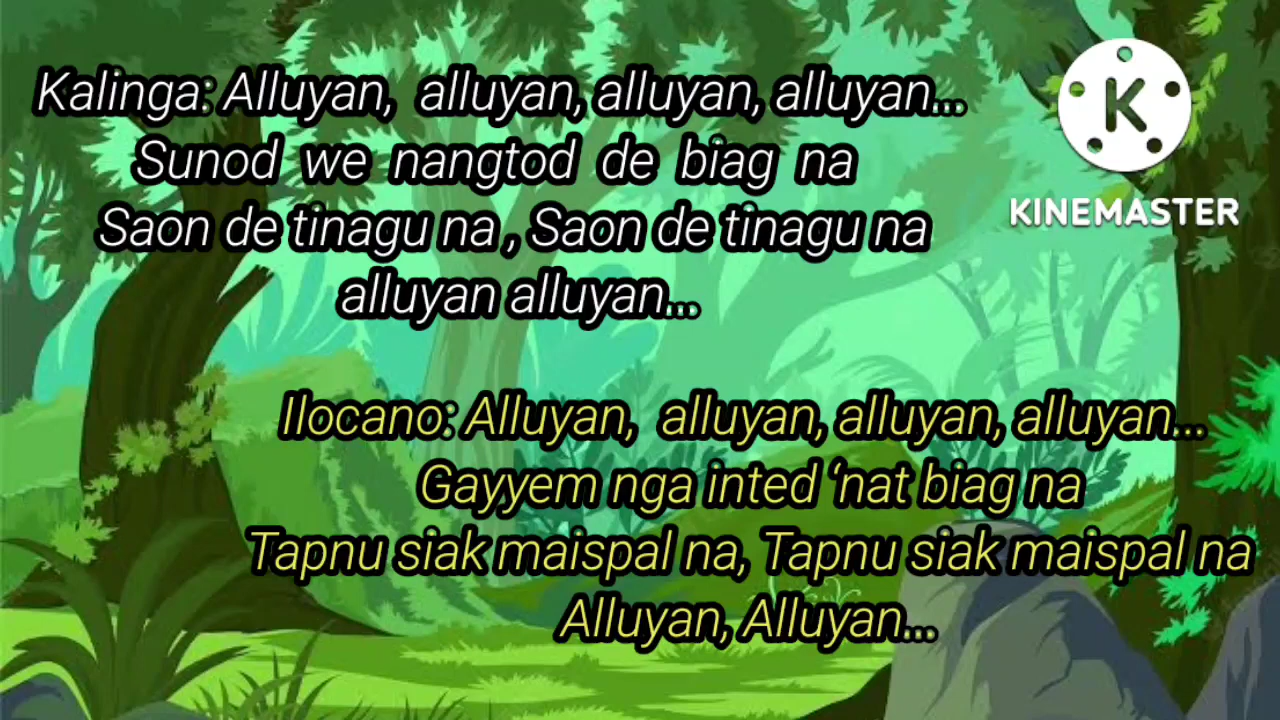 Kalinga: Alluyan, alluyan, alluyan, alluyan...
Sunod we nangtod de biag na
Saon de tinagu na , Saon de tinagu na
alluyan alluyan...
K
KINEMASTER
Ilocano: Alluyan, alluyan, alluyan, alluyan...
Gayyem nga inted ‘nat biag na
Tapnu siak maispal na, Tapnu siak maispal na
Alluyan, Alluyan...